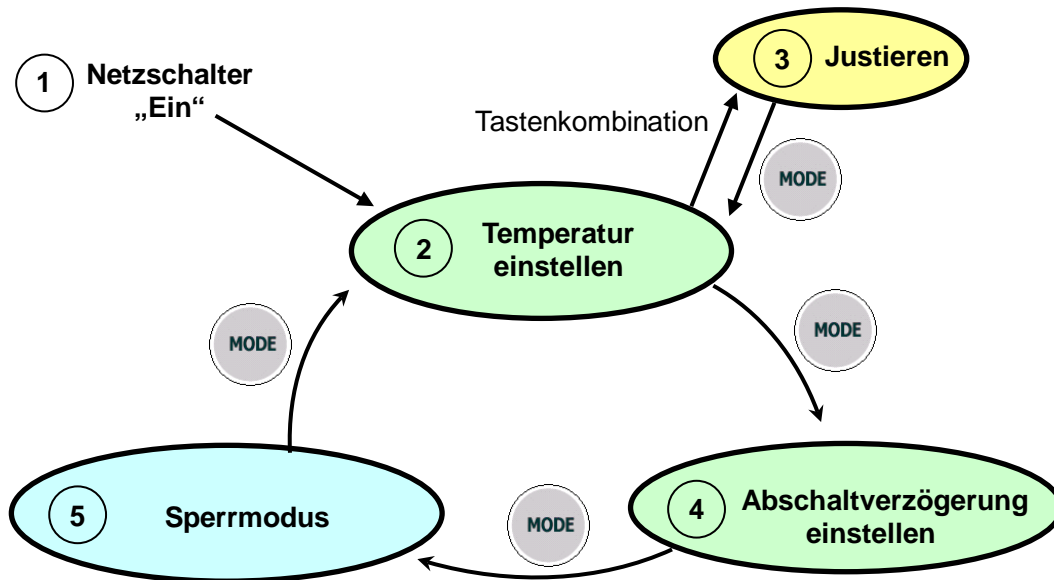 1 Netzschalter
„Ein“
3 Justieren
Tastenkombination
MODE
2 Temperatur
einstellen
MODE
MODE
5 Sperrmodus
MODE
4 Abschaltverzögerung
einstellen